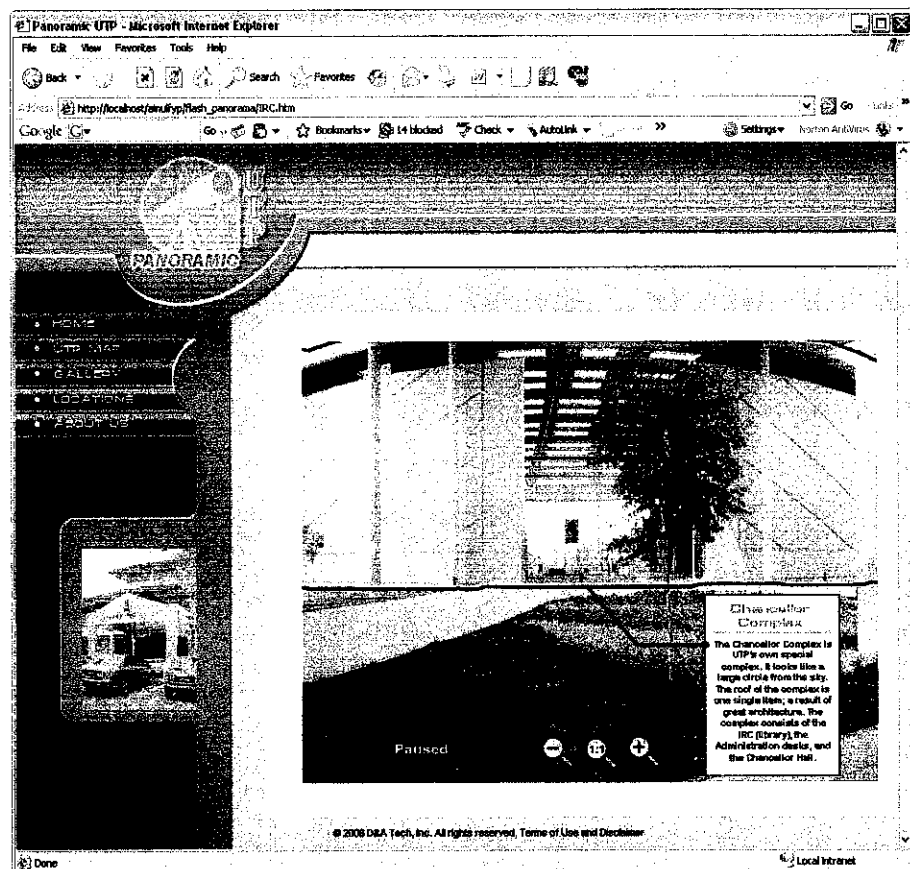 Panoramic UTP - Microsoft Internet Explorer
File Edit View Favorites Tools Help
Back Search Favorites
Address http://localhost/ainulfyp/flash_panorama/IRC.htm Go Links »
Google G Go Bookmarks 14 blocked Check AutoLink » Settings Norton AntiVirus
PANORAMIC
HOME
UTP MAP
GALLERY
LOCATIONS
ABOUT US
Chancellor
Complex
The Chancellor Complex is
UTP's own special
complex. It looks like a
large circle from the sky.
The roof of the complex is
one single item; a result of
great architecture. The
complex consists of the
IRC (library), the
Administration desks, and
the Chancellor Hall.
Paused
© 2006 D&A Tech, Inc. All rights reserved, Terms of Use and Disclaimer
Done Local intranet